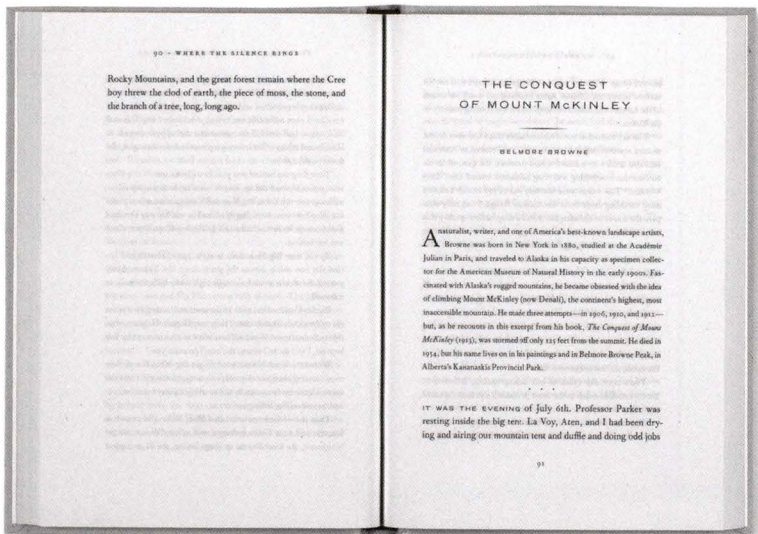 90 - WHERE THE SILENCE RINGS
Rocky Mountains, and the great forest remain where the Cree
boy threw the clod of earth, the piece of moss, the stone, and
the branch of a tree, long, long ago.
THE CONQUEST
OF MOUNT McKINLEY
BELMORE BROWNE
A naturalist, writer, and one of America's best-known landscape artists,
Browne was born in New York in 1880, studied at the Académie
Julian in Paris, and traveled to Alaska in his capacity as specimen collec-
tor for the American Museum of Natural History in the early 1900s. Fas-
cinated with Alaska's rugged mountains, he became obsessed with the idea
of climbing Mount McKinley (now Denali), the continent's highest, most
inaccessible mountain. He made three attempts—in 1906, 1910, and 1912—
but, as he recounts in this excerpt from his book, The Conquest of Mount
McKinley (1913), was stormed off only 125 feet from the summit. He died in
1954, but his name lives on in his paintings and in Belmore Browne Peak, in
Alberta's Kananaskis Provincial Park.
. . .
IT WAS THE EVENING of July 6th. Professor Parker was
resting inside the big tent. La Voy, Aten, and I had been dry-
ing and airing our mountain tent and duffle and doing odd jobs
91